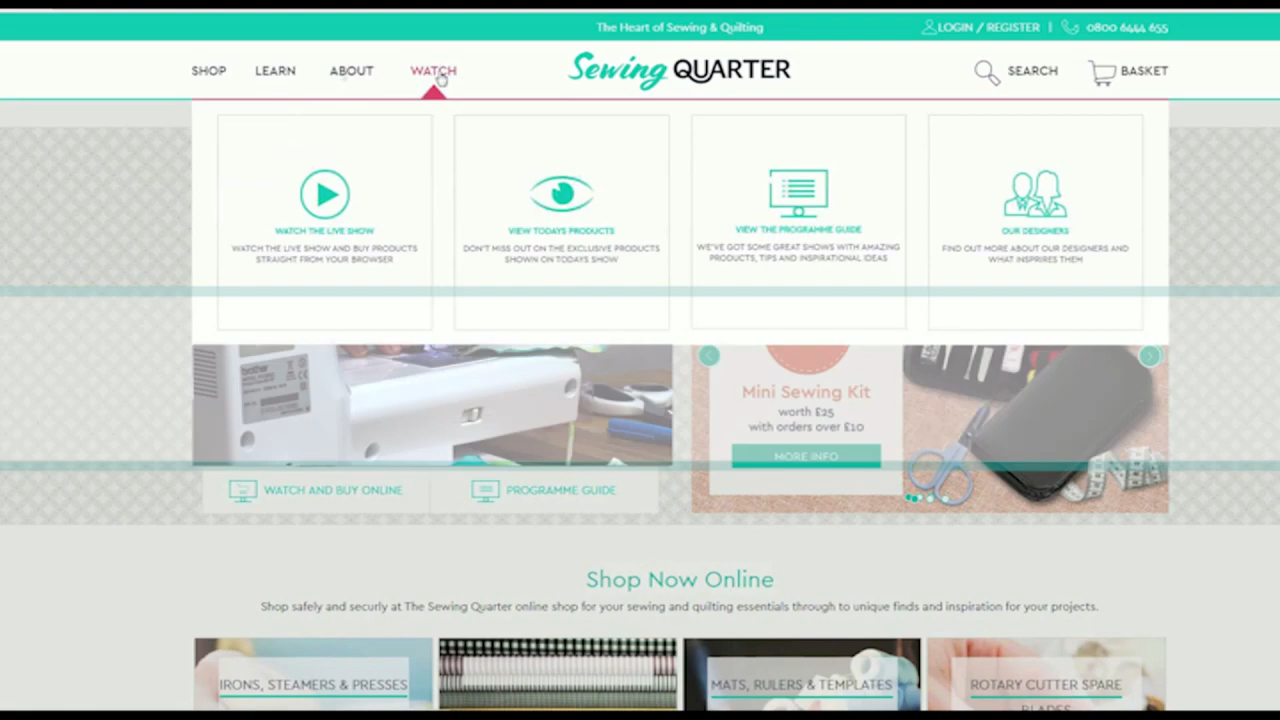 The Heart of Sewing & Quilting
LOGIN / REGISTER | 0800 6444 655
SHOP LEARN ABOUT WATCH
Sewing QUARTER
SEARCH BASKET
WATCH THE LIVE SHOW
WATCH THE LIVE SHOW AND BUY PRODUCTS
STRAIGHT FROM YOUR BROWSER
VIEW TODAYS PRODUCTS
DON'T MISS OUT ON THE EXCLUSIVE PRODUCTS
SHOWN ON TODAYS SHOW
VIEW THE PROGRAMME GUIDE
WE'VE GOT SOME GREAT SHOWS WITH AMAZING
PRODUCTS, TIPS AND INSPIRATIONAL IDEAS
OUR DESIGNERS
FIND OUT MORE ABOUT OUR DESIGNERS AND
WHAT INSPRIRES THEM
brother
Mini Sewing Kit
worth £25
with orders over £10
MORE INFO
WATCH AND BUY ONLINE
PROGRAMME GUIDE
Shop Now Online
Shop safely and securly at The Sewing Quarter online shop for your sewing and quilting essentials through to unique finds and inspiration for your projects.
IRONS, STEAMERS & PRESSES
MATS, RULERS & TEMPLATES
ROTARY CUTTER SPARE
BLADES